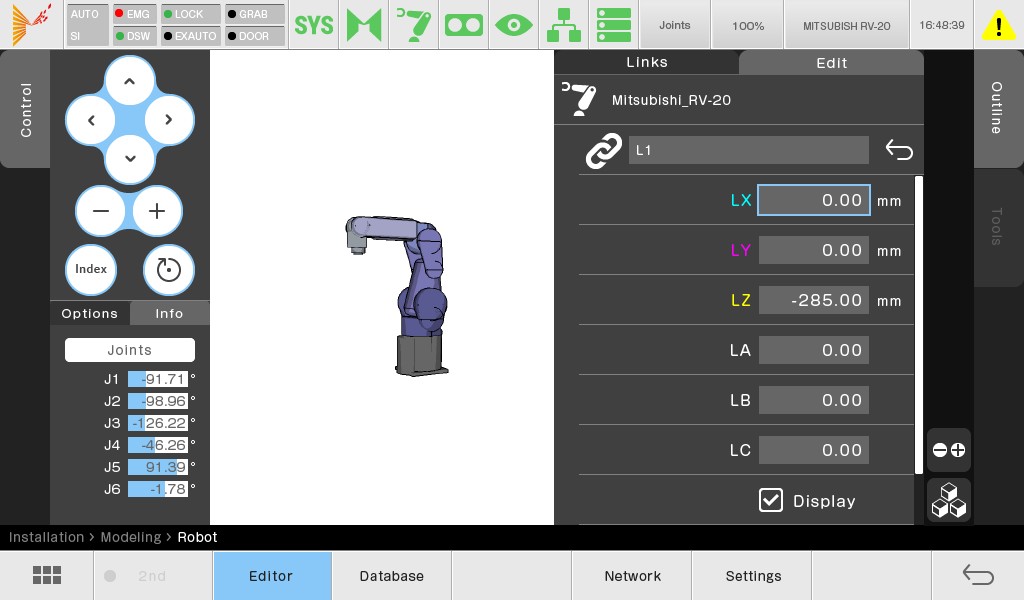 AUTO
SI
EMG
DSW
LOCK
EXAUTO
GRAB
DOOR
SYS
Joints
100%
MITSUBISH RV-20
16:48:39
Control
Index
Options
Info
Joints
J1 -91.71 °
J2 -98.96 °
J3 -126.22 °
J4 -46.26 °
J5 91.39 °
J6 -1.78 °
Links
Edit
Mitsubishi_RV-20
L1
LX 0.00 mm
LY 0.00 mm
LZ -285.00 mm
LA 0.00
LB 0.00
LC 0.00
Display
Outline
Tools
Installation > Modeling > Robot
2nd
Editor
Database
Network
Settings